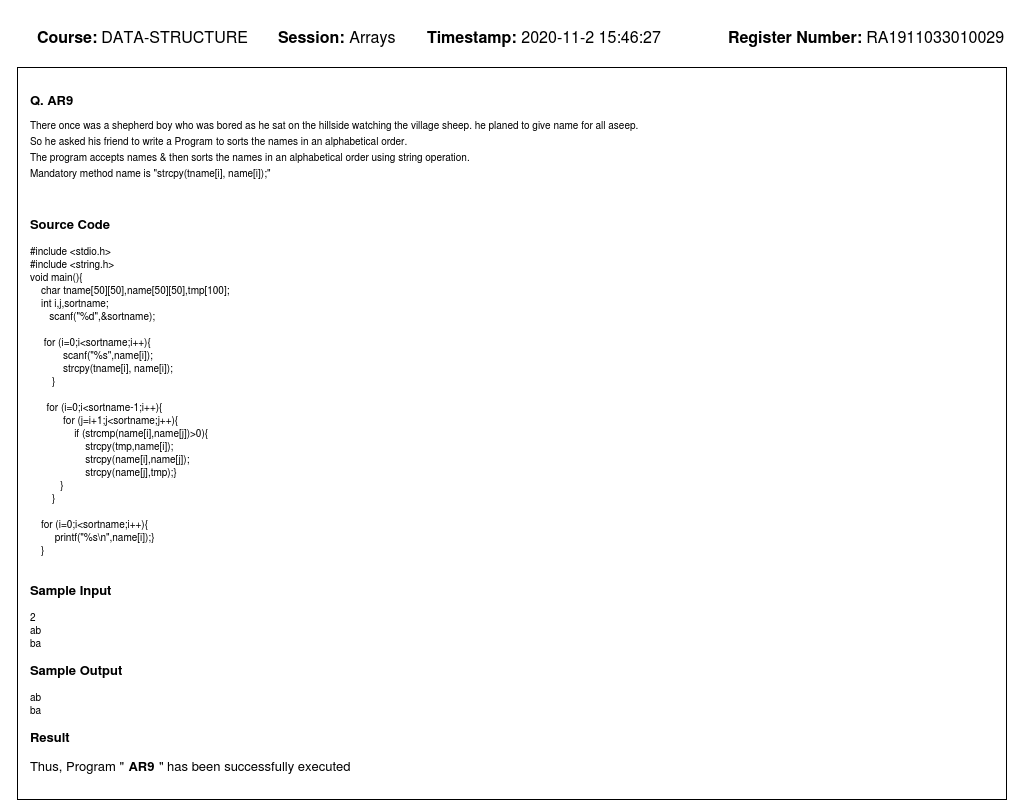 Course: DATA-STRUCTURE Session: Arrays Timestamp: 2020-11-2 15:46:27 Register Number: RA1911033010029
Q. AR9
There once was a shepherd boy who was bored as he sat on the hillside watching the village sheep. he planed to give name for all aseep.
So he asked his friend to write a Program to sorts the names in an alphabetical order.
The program accepts names & then sorts the names in an alphabetical order using string operation.
Mandatory method name is "strcpy(tname[i], name[i]);"
Source Code
#include <stdio.h>
#include <string.h>
void main(){
char tname[50][50],name[50][50],tmp[100];
int i,j,sortname;
scanf("%d",&sortname);
for (i=0;i<sortname;i++){
scanf("%s",name[i]);
strcpy(tname[i], name[i]);
}
for (i=0;i<sortname-1;i++){
for (j=i+1;j<sortname;j++){
if (strcmp(name[i],name[j])>0){
strcpy(tmp,name[i]);
strcpy(name[i],name[j]);
strcpy(name[j],tmp);}
}
}
for (i=0;i<sortname;i++){
printf("%s\n",name[i]);}
}
Sample Input
2
ab
ba
Sample Output
ab
ba
Result
Thus, Program " AR9 " has been successfully executed